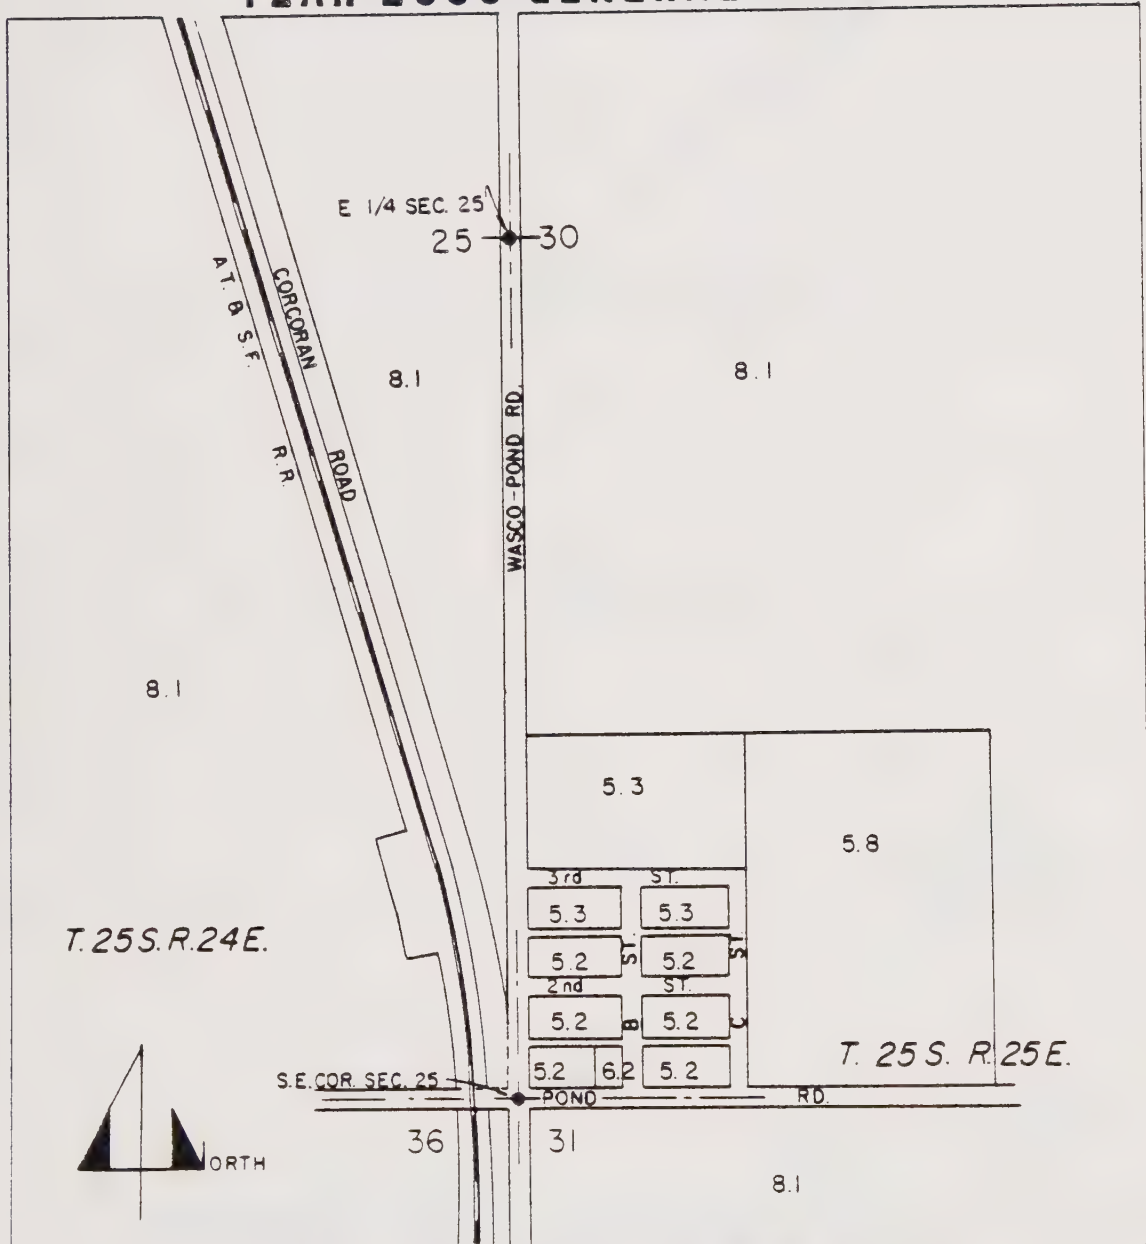 YEAR 2000 GENERAL
E 1/4 SEC. 25
25
30
A.T. & S.F.
R.R.
CORCORAN
ROAD
WASCO-POND RD.
8.1
8.1
8.1
5.3
5.8
3rd ST.
5.3
5.3
5.2
5.2
2nd ST.
5.2
5.2
5.2
6.2
5.2
B ST.
C ST.
T. 25 S. R. 24 E.
T. 25 S. R. 25 E.
S.E. COR. SEC. 25
POND RD.
36
31
NORTH
8.1